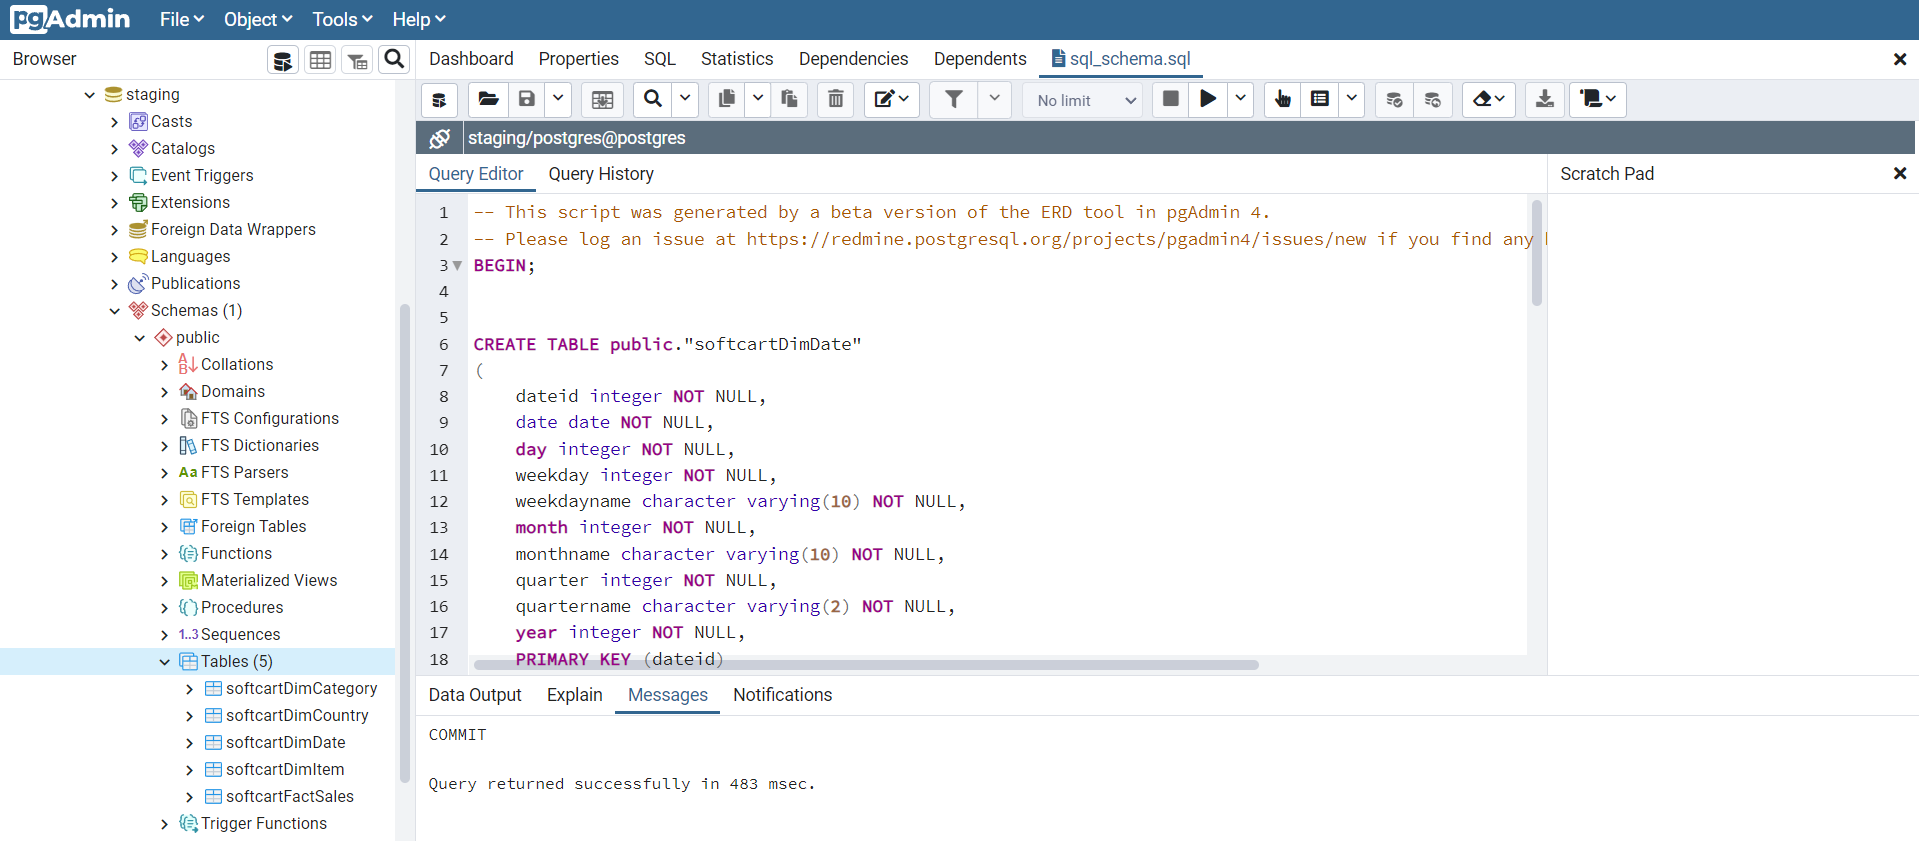 pgAdmin File Object Tools Help
Browser
Dashboard Properties SQL Statistics Dependencies Dependents sql_schema.sql
No limit
staging/postgres@postgres
Query Editor Query History
Scratch Pad
staging
Casts
Catalogs
Event Triggers
Extensions
Foreign Data Wrappers
Languages
Publications
Schemas (1)
public
Collations
Domains
FTS Configurations
FTS Dictionaries
Aa FTS Parsers
FTS Templates
Foreign Tables
Functions
Materialized Views
Procedures
1..3 Sequences
Tables (5)
softcartDimCategory
softcartDimCountry
softcartDimDate
softcartDimItem
softcartFactSales
Trigger Functions
1 -- This script was generated by a beta version of the ERD tool in pgAdmin 4.
2 -- Please log an issue at https://redmine.postgresql.org/projects/pgadmin4/issues/new if you find any
3 BEGIN;
4
5
6 CREATE TABLE public."softcartDimDate"
7 (
8 dateid integer NOT NULL,
9 date date NOT NULL,
10 day integer NOT NULL,
11 weekday integer NOT NULL,
12 weekdayname character varying(10) NOT NULL,
13 month integer NOT NULL,
14 monthname character varying(10) NOT NULL,
15 quarter integer NOT NULL,
16 quartername character varying(2) NOT NULL,
17 year integer NOT NULL,
18 PRIMARY KEY (dateid)
Data Output Explain Messages Notifications
COMMIT
Query returned successfully in 483 msec.